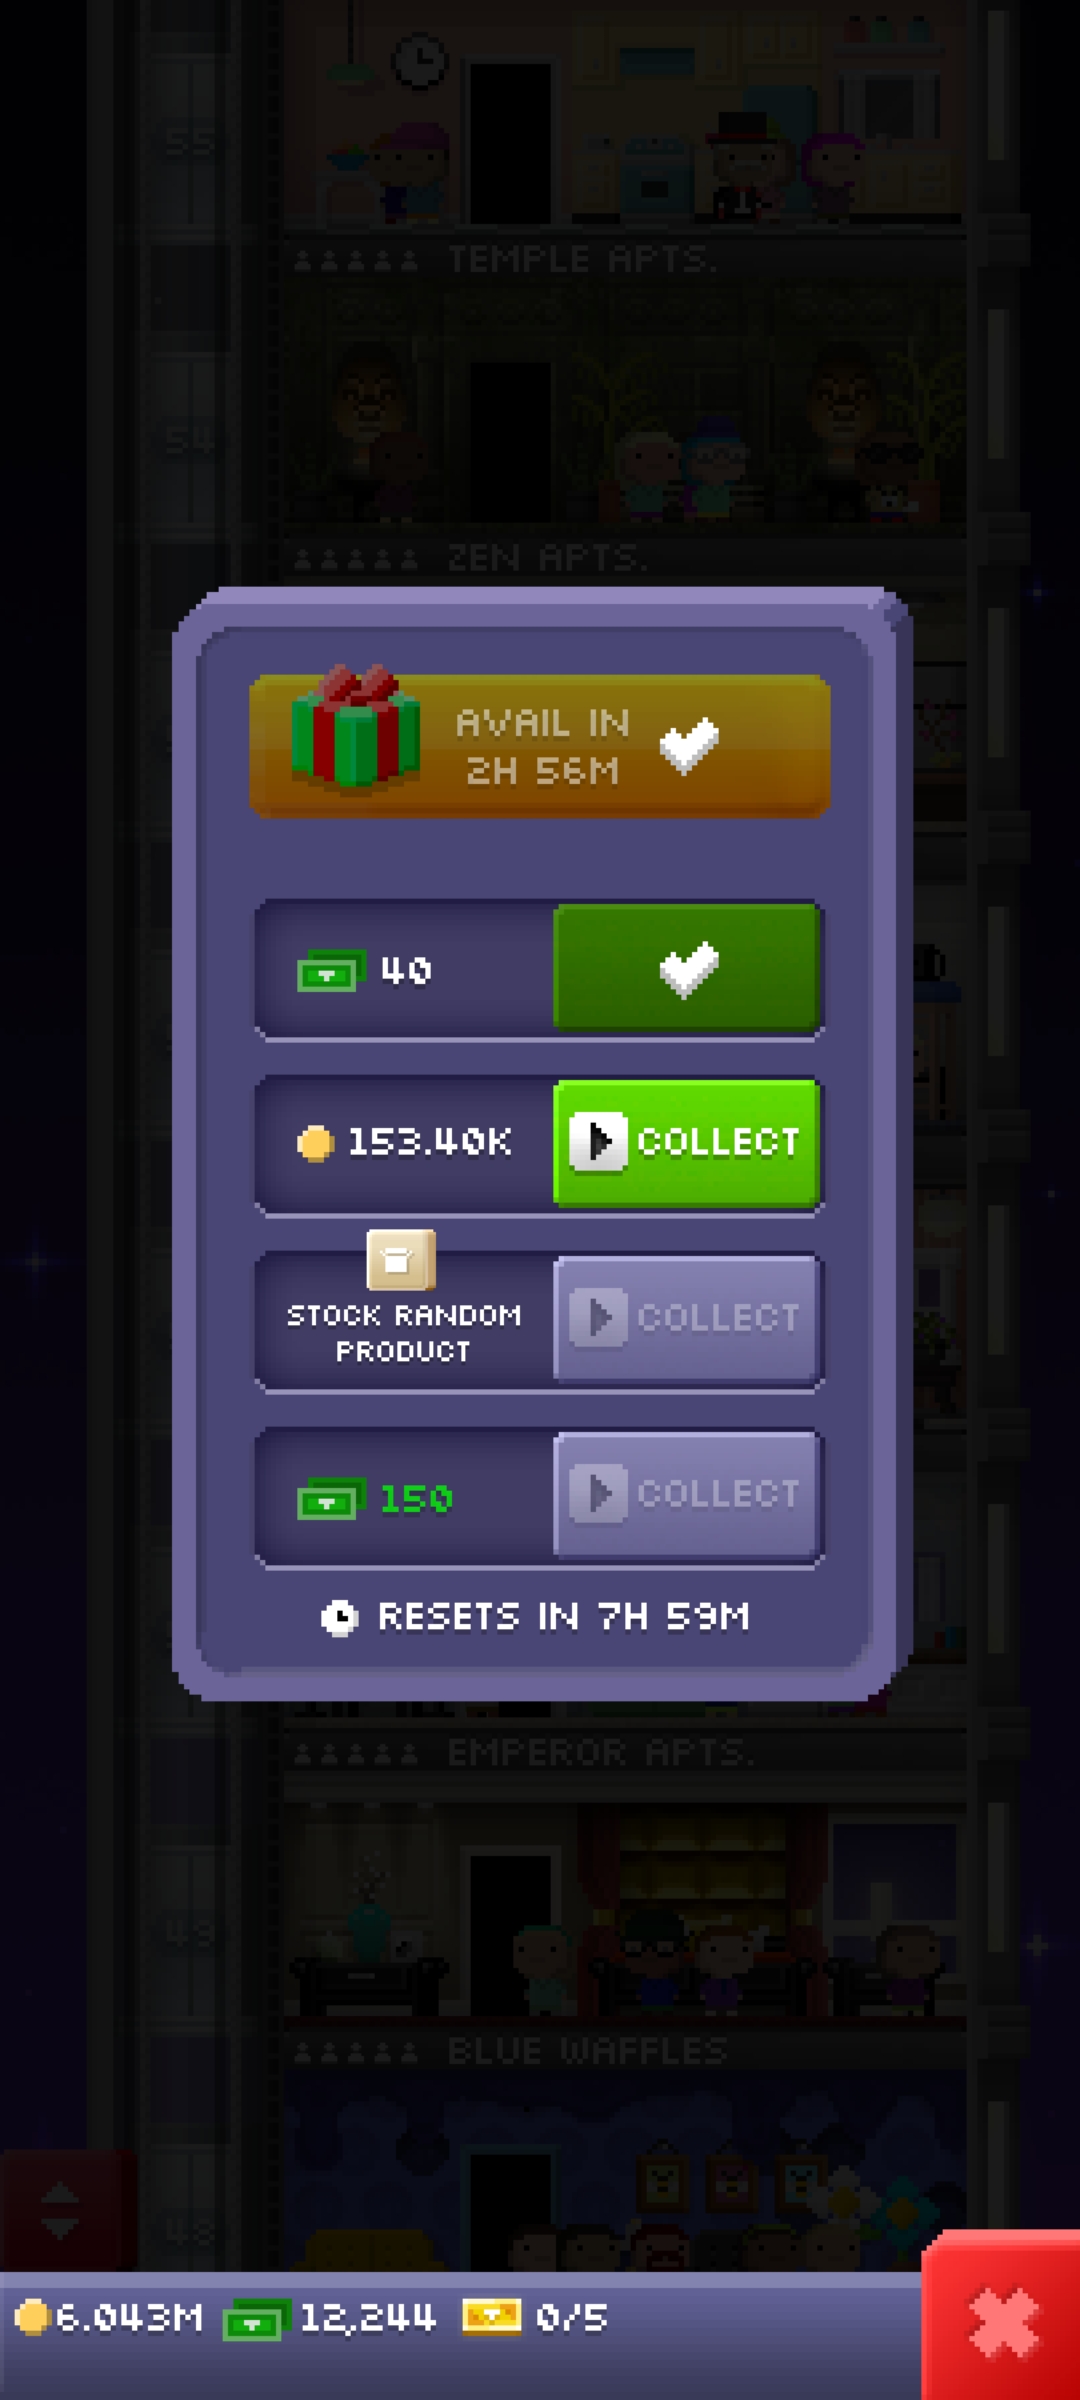 55
TEMPLE APTS.
54
ZEN APTS.
AVAIL IN
2H 56M
40
153.40K
COLLECT
STOCK RANDOM
PRODUCT
COLLECT
150
COLLECT
RESETS IN 7H 59M
EMPEROR APTS.
49
BLUE WAFFLES
48
6.043M
12,244
0/5